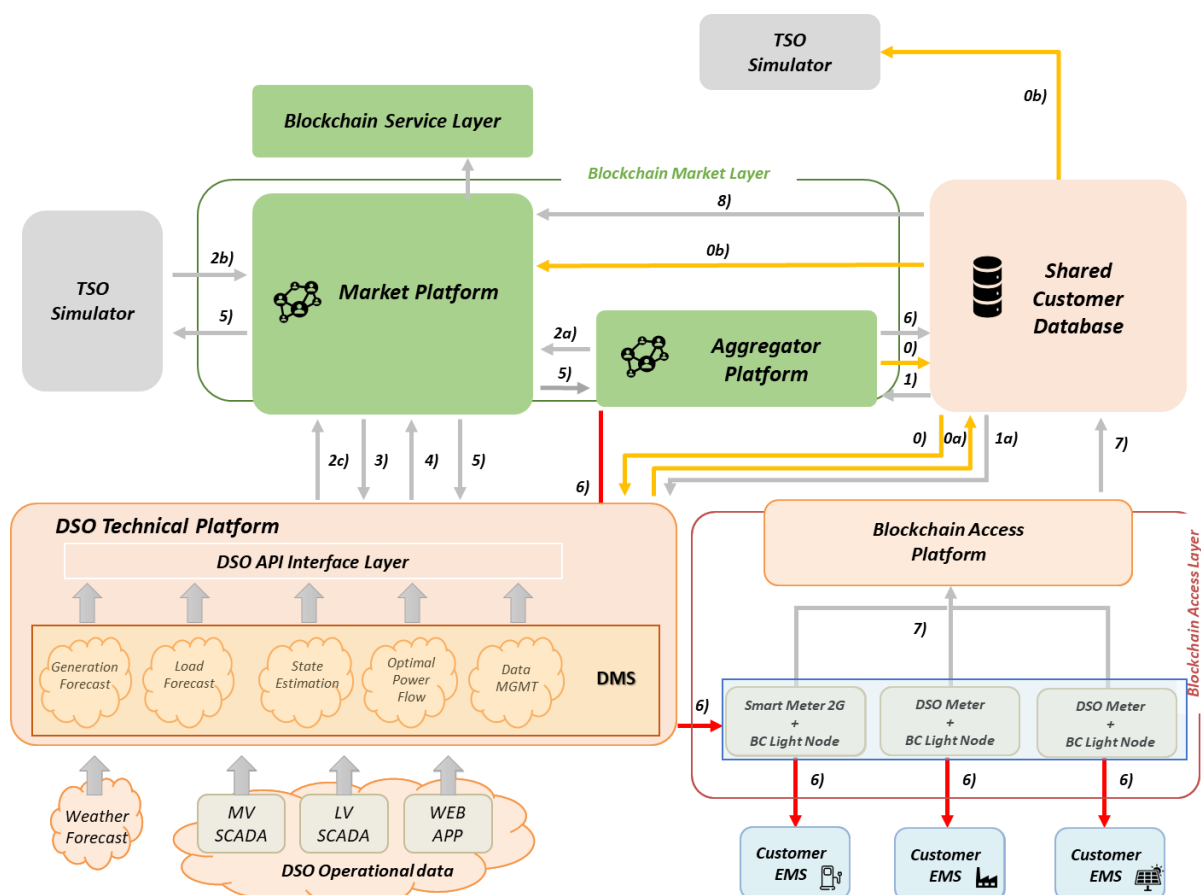 TSO
Simulator
0b)
Blockchain Service Layer
Blockchain Market Layer
8)
TSO
Simulator
2b)
5)
Market Platform
0b)
Shared
Customer
Database
2a)
5)
Aggregator
Platform
6)
0)
1)
2c)
3)
4)
5)
6)
0)
0a)
1a)
7)
DSO Technical Platform
DSO API Interface Layer
Blockchain Access
Platform
Blockchain Access Layer
Generation
Forecast
Load
Forecast
State
Estimation
Optimal
Power
Flow
Data
MGMT
DMS
7)
6)
Smart Meter 2G
+
BC Light Node
DSO Meter
+
BC Light Node
DSO Meter
+
BC Light Node
6)
6)
6)
Weather
Forecast
MV
SCADA
LV
SCADA
WEB
APP
DSO Operational data
Customer
EMS
Customer
EMS
Customer
EMS